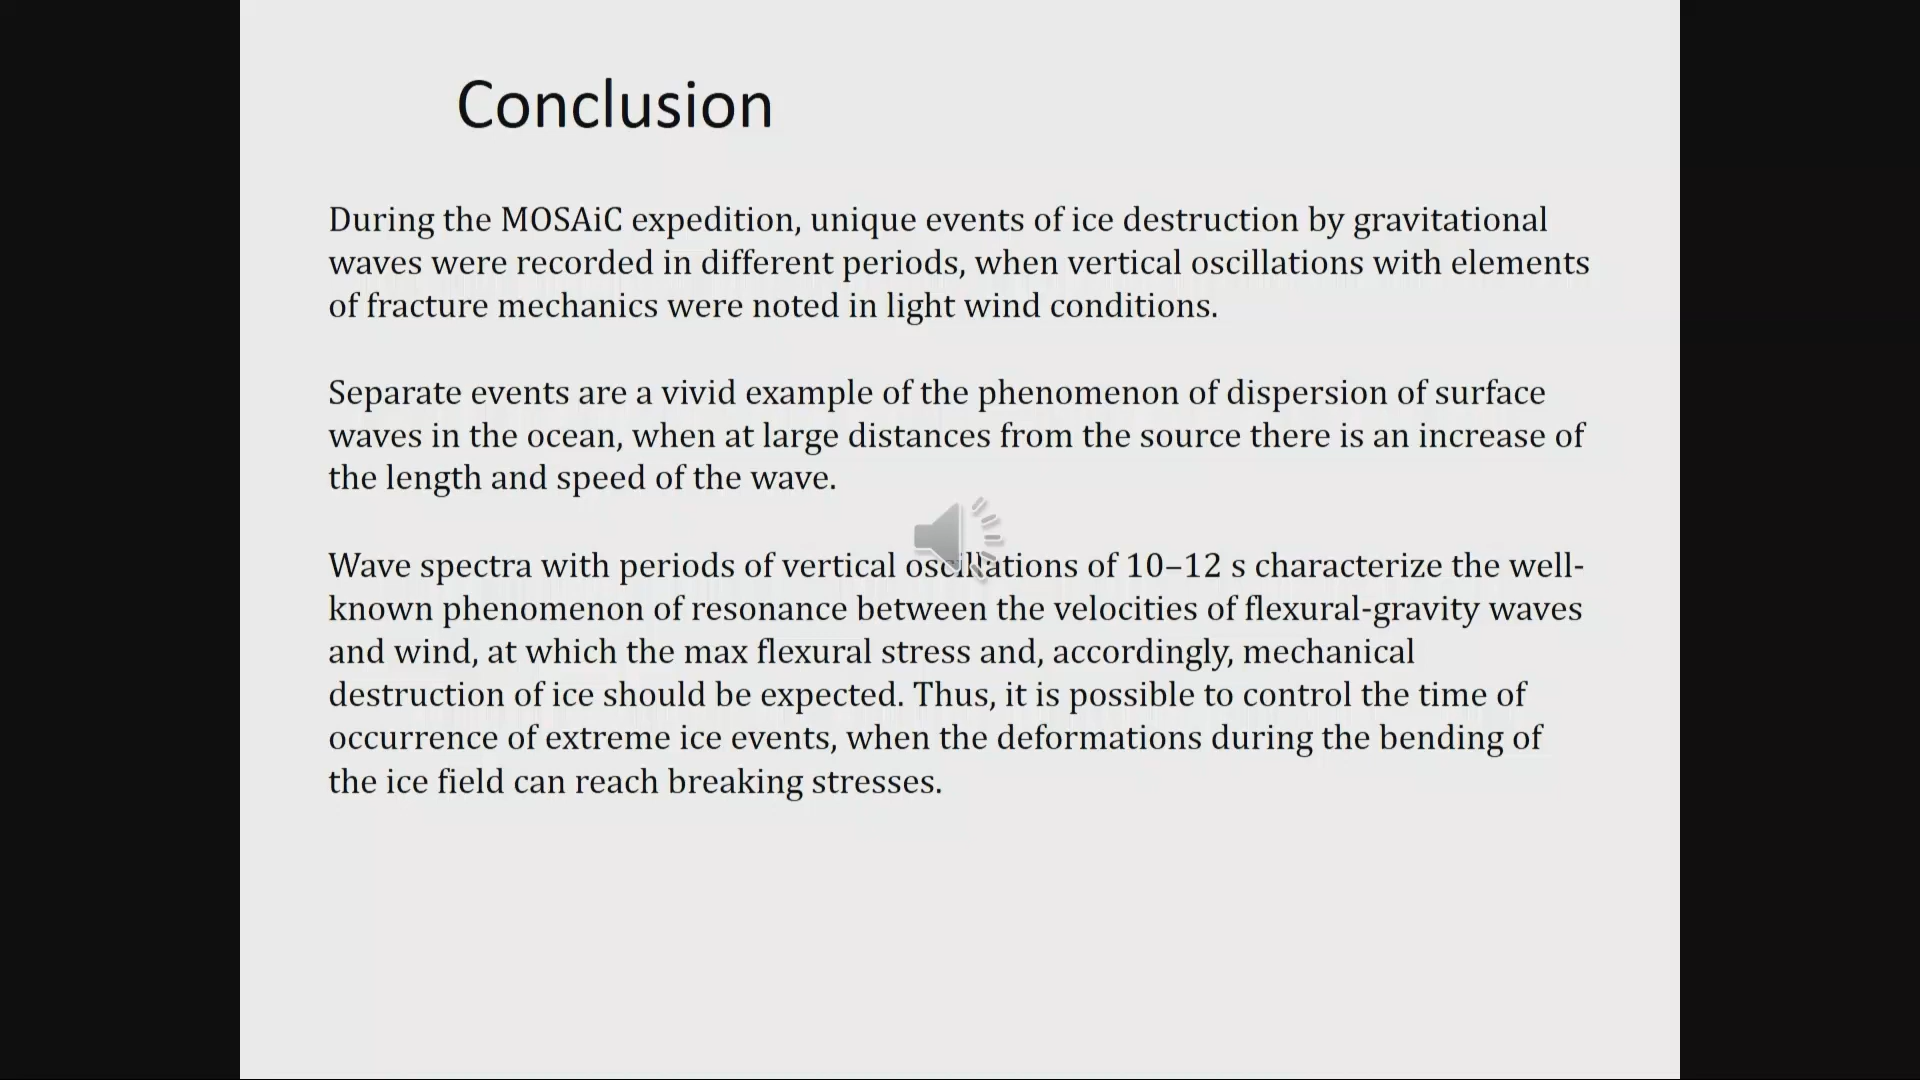 Conclusion
During the MOSAiC expedition, unique events of ice destruction by gravitational
waves were recorded in different periods, when vertical oscillations with elements
of fracture mechanics were noted in light wind conditions.
Separate events are a vivid example of the phenomenon of dispersion of surface
waves in the ocean, when at large distances from the source there is an increase of
the length and speed of the wave.
Wave spectra with periods of vertical oscillations of 10–12 s characterize the well-
known phenomenon of resonance between the velocities of flexural-gravity waves
and wind, at which the max flexural stress and, accordingly, mechanical
destruction of ice should be expected. Thus, it is possible to control the time of
occurrence of extreme ice events, when the deformations during the bending of
the ice field can reach breaking stresses.